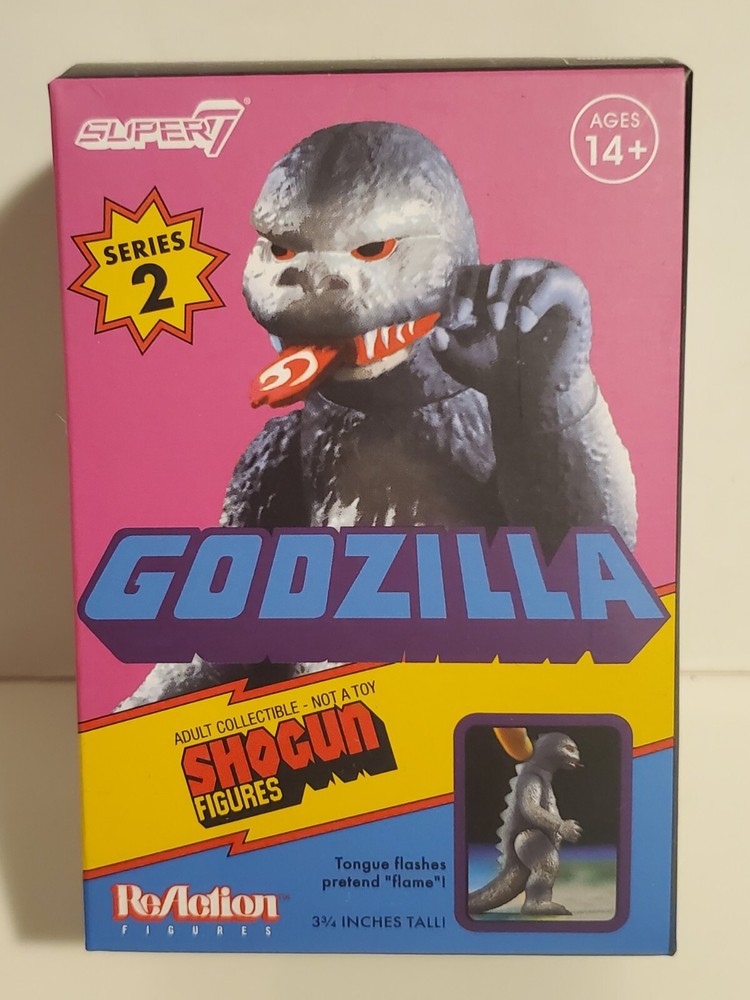 SUPER7®
AGES
14+
SERIES
2
GODZILLA
ADULT COLLECTIBLE - NOT A TOY
SHOGUN
FIGURES
Tongue flashes
pretend "flame"!
ReAction™
FIGURES
3¾ INCHES TALL!